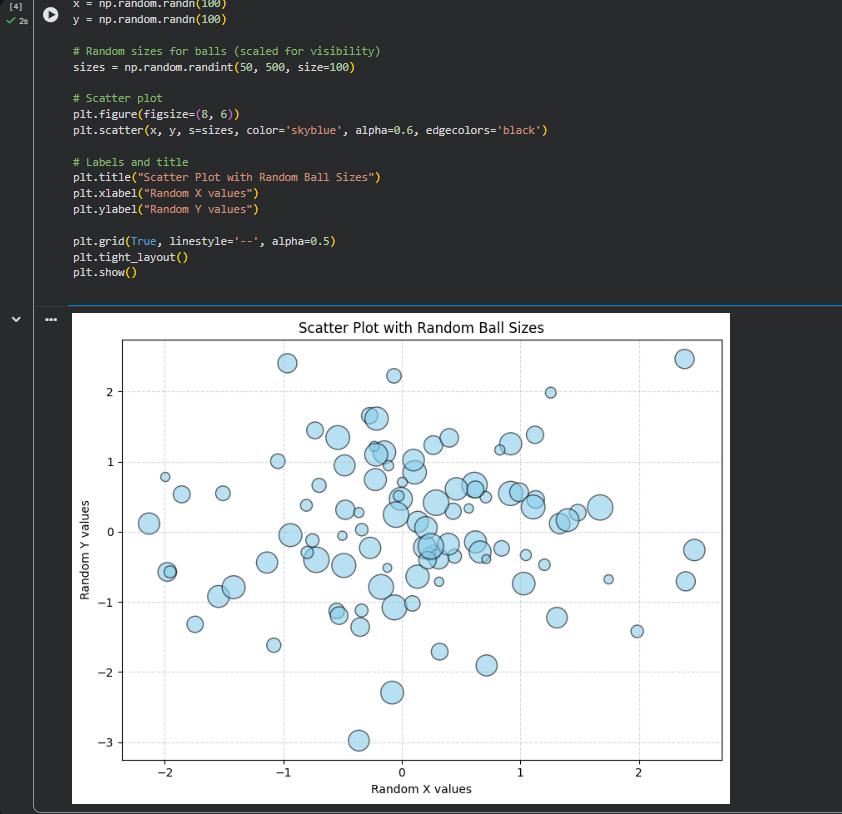 [4]
2s
x = np.random.randn(100)
y = np.random.randn(100)
# Random sizes for balls (scaled for visibility)
sizes = np.random.randint(50, 500, size=100)
# Scatter plot
plt.figure(figsize=(8, 6))
plt.scatter(x, y, s=sizes, color='skyblue', alpha=0.6, edgecolors='black')
# Labels and title
plt.title("Scatter Plot with Random Ball Sizes")
plt.xlabel("Random X values")
plt.ylabel("Random Y values")
plt.grid(True, linestyle='--', alpha=0.5)
plt.tight_layout()
plt.show()
Scatter Plot with Random Ball Sizes
Random Y values
2
1
0
−1
−2
−3
−2 −1 0 1 2
Random X values